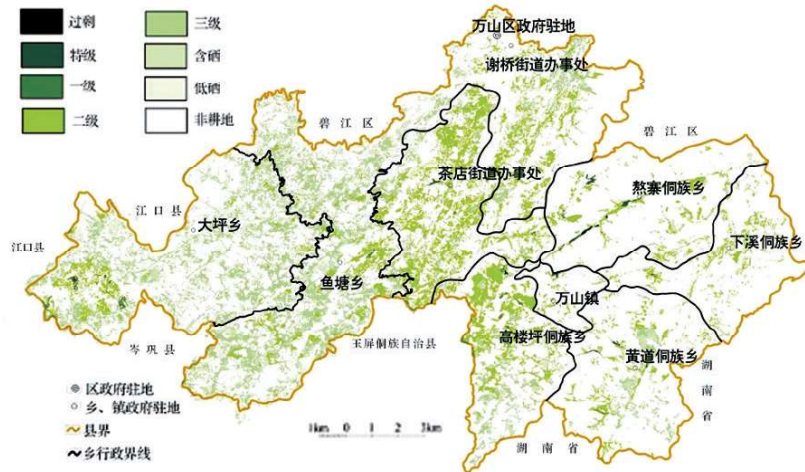 过剩
特级
一级
二级
三级
含硒
低硒
非耕地
万山区政府驻地
谢桥街道办事处
碧江区
碧江区
茶店街道办事处
敖寨侗族乡
江口县
大坪乡
下溪侗族乡
江口县
鱼塘乡
万山镇
岑巩县
玉屏侗族自治县
高楼坪侗族乡
黄道侗族乡
湖南省
湖南省
区政府驻地
乡、镇政府驻地
县界
乡行政界线
1km 0 1 2 3km